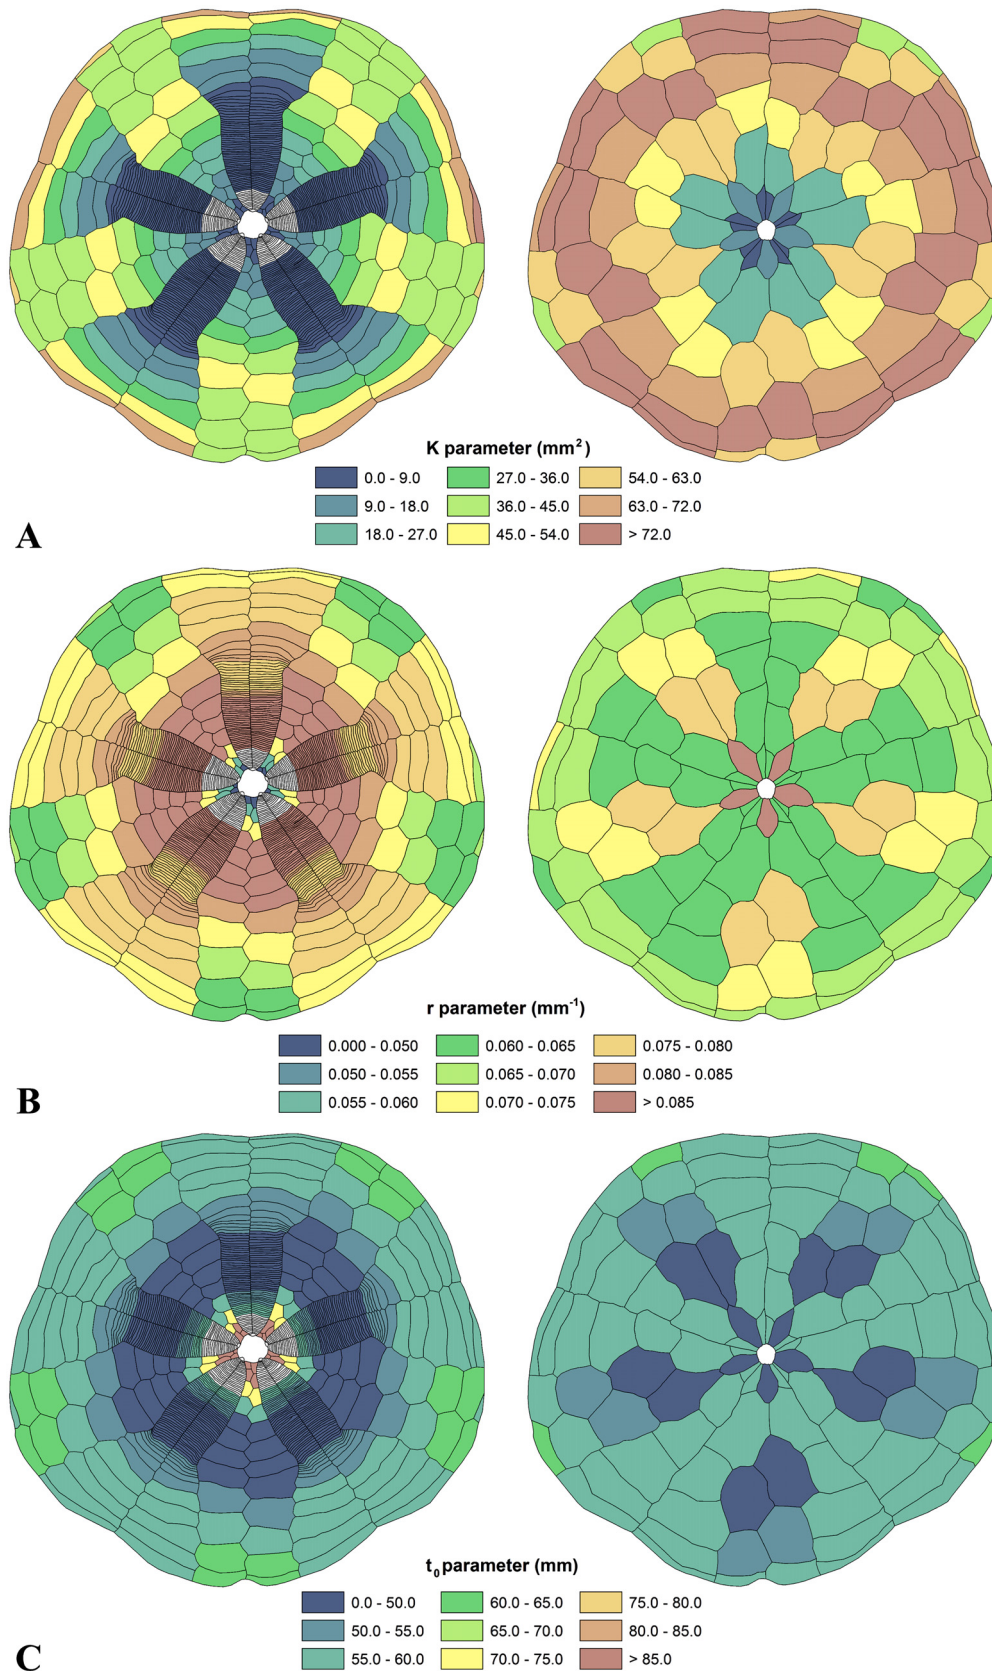 K parameter (mm²)
0.0 - 9.0 27.0 - 36.0 54.0 - 63.0
9.0 - 18.0 36.0 - 45.0 63.0 - 72.0
18.0 - 27.0 45.0 - 54.0 > 72.0
A
r parameter (mm⁻¹)
0.000 - 0.050 0.060 - 0.065 0.075 - 0.080
0.050 - 0.055 0.065 - 0.070 0.080 - 0.085
0.055 - 0.060 0.070 - 0.075 > 0.085
B
t₀ parameter (mm)
0.0 - 50.0 60.0 - 65.0 75.0 - 80.0
50.0 - 55.0 65.0 - 70.0 80.0 - 85.0
55.0 - 60.0 70.0 - 75.0 > 85.0
C